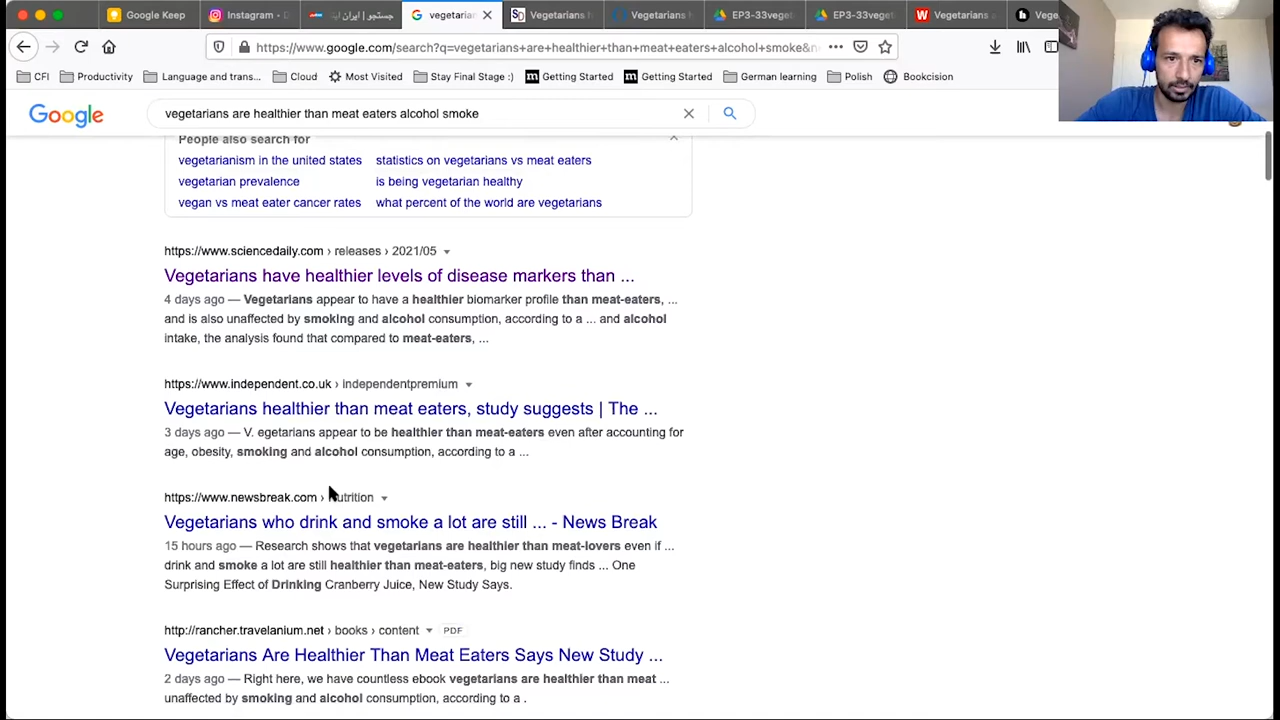 Google Keep
Instagram
جستجو | ایران
vegetarian
Vegetarians
Vegetarians
EP3-33veget
EP3-33veget
Vegetarians
Vege
https://www.google.com/search?q=vegetarians+are+healthier+than+meat+eaters+alcohol+smoke&
CFI
Productivity
Language and trans...
Cloud
Most Visited
Stay Final Stage :)
Getting Started
Getting Started
German learning
Polish
Bookcision
Google
vegetarians are healthier than meat eaters alcohol smoke
People also search for
vegetarianism in the united states
statistics on vegetarians vs meat eaters
vegetarian prevalence
is being vegetarian healthy
vegan vs meat eater cancer rates
what percent of the world are vegetarians
https://www.sciencedaily.com › releases › 2021/05
Vegetarians have healthier levels of disease markers than ...
4 days ago — Vegetarians appear to have a healthier biomarker profile than meat-eaters, ...
and is also unaffected by smoking and alcohol consumption, according to a ... and alcohol
intake, the analysis found that compared to meat-eaters, ...
https://www.independent.co.uk › independentpremium
Vegetarians healthier than meat eaters, study suggests | The ...
3 days ago — V. egetarians appear to be healthier than meat-eaters even after accounting for
age, obesity, smoking and alcohol consumption, according to a ...
https://www.newsbreak.com › nutrition
Vegetarians who drink and smoke a lot are still ... - News Break
15 hours ago — Research shows that vegetarians are healthier than meat-lovers even if ...
drink and smoke a lot are still healthier than meat-eaters, big new study finds ... One
Surprising Effect of Drinking Cranberry Juice, New Study Says.
http://rancher.travelanium.net › books › content PDF
Vegetarians Are Healthier Than Meat Eaters Says New Study ...
2 days ago — Right here, we have countless ebook vegetarians are healthier than meat ...
unaffected by smoking and alcohol consumption, according to a .